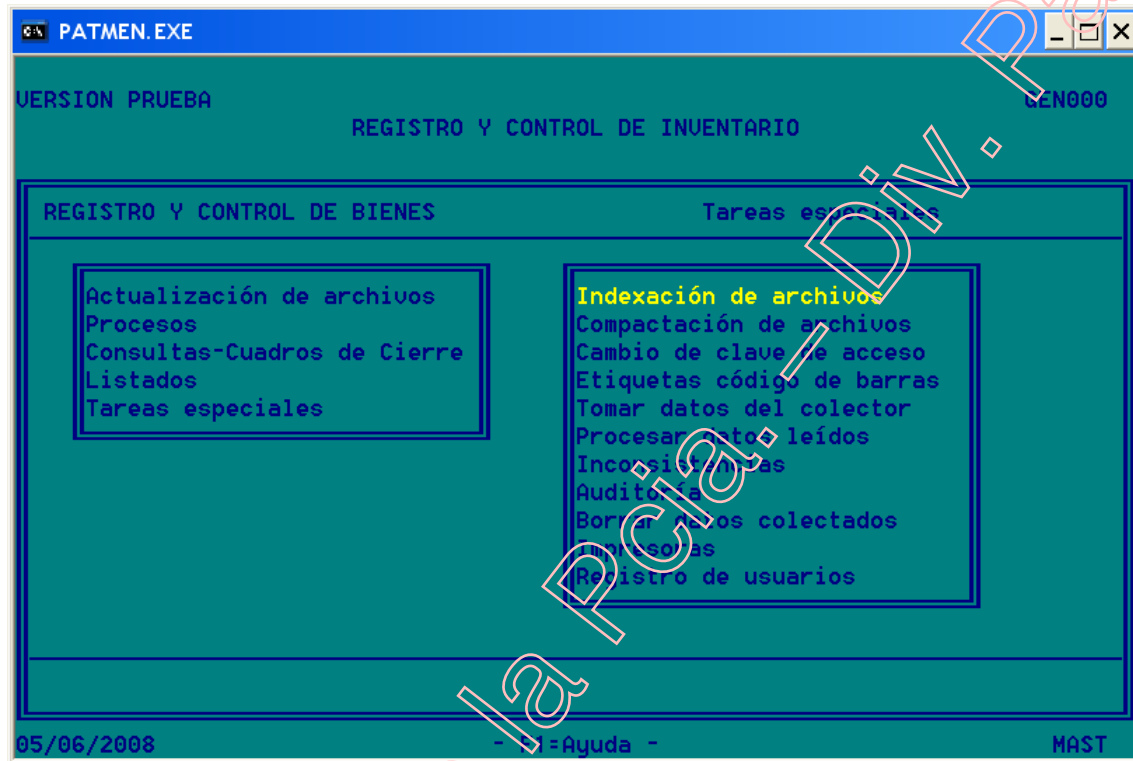 PATMEN.EXE
VERSION PRUEBA GEN000
REGISTRO Y CONTROL DE INVENTARIO
REGISTRO Y CONTROL DE BIENES Tareas especiales
Actualización de archivos
Procesos
Consultas-Cuadros de Cierre
Listados
Tareas especiales
Indexación de archivos
Compactación de archivos
Cambio de clave de acceso
Etiquetas código de barras
Tomar datos del colector
Procesar datos leídos
Inconsistencias
Auditoría
Borrar datos colectados
Impresoras
Registro de usuarios
05/06/2008 - F1=Ayuda - MAST
la Pcia.-Div.